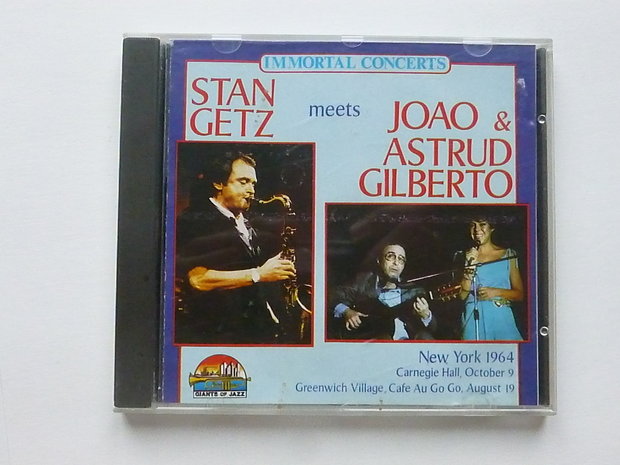 IMMORTAL CONCERTS
STAN
GETZ
meets
JOAO &
ASTRUD
GILBERTO
New York 1964
Carnegie Hall, October 9
Greenwich Village, Cafe Au Go Go, August 19
GIANTS OF JAZZ